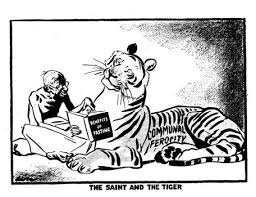 BENEFITS
OF
FASTING
COMMUNAL
FEROCITY
THE SAINT AND THE TIGER